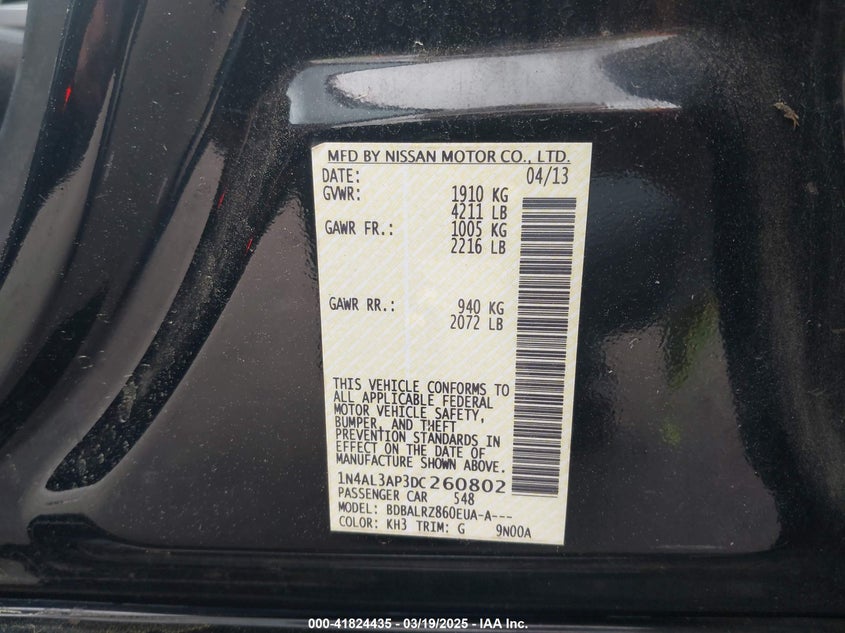 MFD BY NISSAN MOTOR CO., LTD.
DATE: 04/13
GVWR: 1910 KG
4211 LB
GAWR FR.: 1005 KG
2216 LB
GAWR RR.: 940 KG
2072 LB
THIS VEHICLE CONFORMS TO
ALL APPLICABLE FEDERAL
MOTOR VEHICLE SAFETY,
BUMPER, AND THEFT
PREVENTION STANDARDS IN
EFFECT ON THE DATE OF
MANUFACTURE SHOWN ABOVE.
1N4AL3AP3DC260802
PASSENGER CAR 548
MODEL: BDBALRZ860EUA-A---
COLOR: KH3 TRIM: G 9N00A
000-41824435 - 03/19/2025 - IAA Inc.